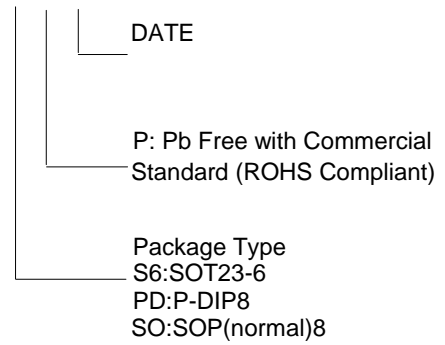 DATE
P: Pb Free with Commercial
Standard (ROHS Compliant)
Package Type
S6:SOT23-6
PD:P-DIP8
SO:SOP(normal)8